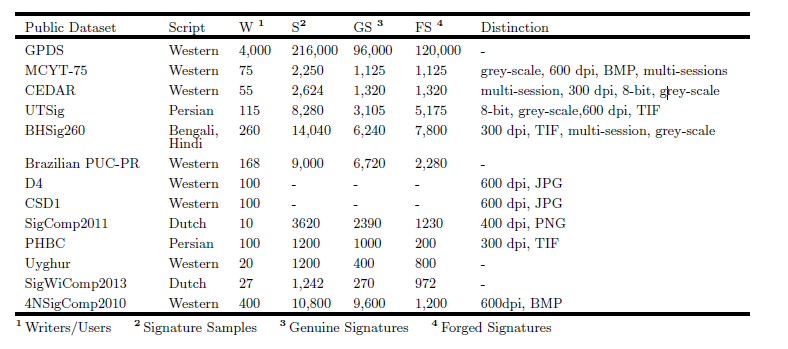 Public Dataset Script W 1 S2 GS 3 FS 4 Distinction
GPDS Western 4,000 216,000 96,000 120,000 -
MCYT-75 Western 75 2,250 1,125 1,125 grey-scale, 600 dpi, BMP, multi-sessions
CEDAR Western 55 2,624 1,320 1,320 multi-session, 300 dpi, 8-bit, grey-scale
UTSig Persian 115 8,280 3,105 5,175 8-bit, grey-scale,600 dpi, TIF
BHSig260 Bengali, 260 14,040 6,240 7,800 300 dpi, TIF, multi-session, grey-scale
Hindi
Brazilian PUC-PR Western 168 9,000 6,720 2,280 -
D4 Western 100 - - - 600 dpi, JPG
CSD1 Western 100 - - - 600 dpi, JPG
SigComp2011 Dutch 10 3620 2390 1230 400 dpi, PNG
PHBC Persian 100 1200 1000 200 300 dpi, TIF
Uyghur Western 20 1200 400 800 -
SigWiComp2013 Dutch 27 1,242 270 972 -
4NSigComp2010 Western 400 10,800 9,600 1,200 600dpi, BMP
1 Writers/Users 2 Signature Samples 3 Genuine Signatures 4 Forged Signatures